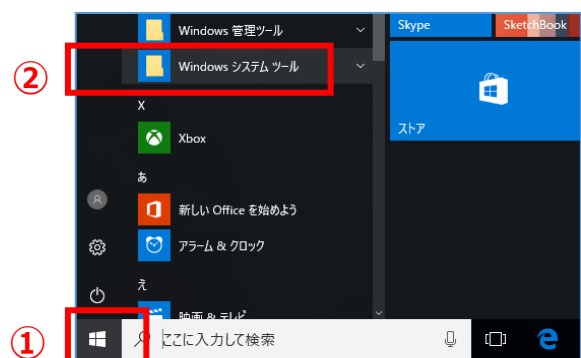 Windows 管理ツール
Skype
SketchBook
②
Windows システム ツール
X
Xbox
ストア
あ
新しい Office を始めよう
アラーム & クロック
え
映画 & テレビ
①
ここに入力して検索